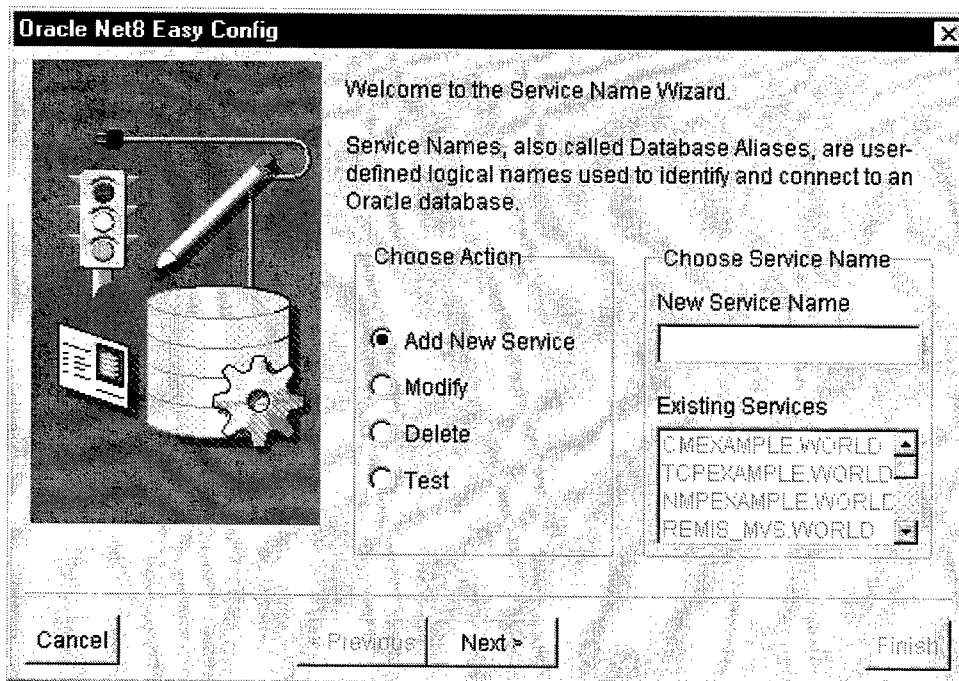 Oracle Net8 Easy Config
Welcome to the Service Name Wizard.
Service Names, also called Database Aliases, are user-
defined logical names used to identify and connect to an
Oracle database.
Choose Action
Add New Service
Modify
Delete
Test
Choose Service Name
New Service Name
Existing Services
CMEXAMPLE.WORLD
TCPEXAMPLE.WORLD
NMPEXAMPLE.WORLD
REMIS_MVS.WORLD
Cancel
< Previous
Next >
Finish